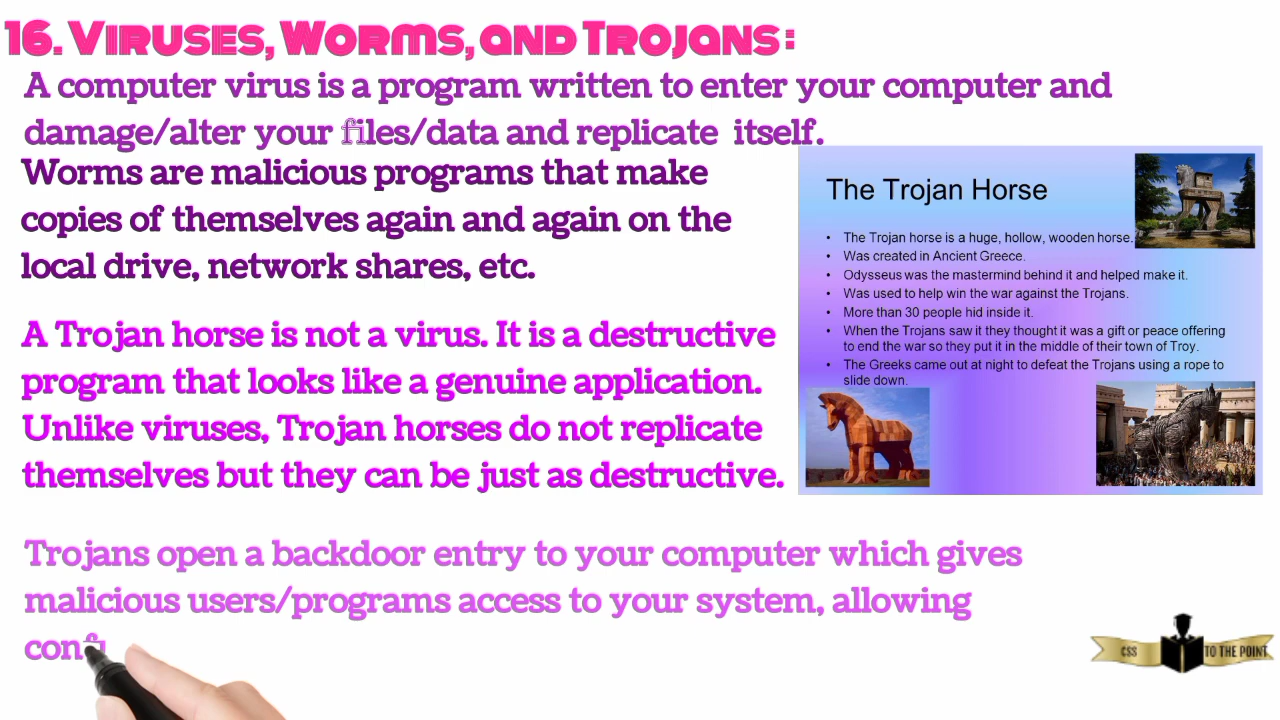 16. Viruses, Worms, and Trojans :
A computer virus is a program written to enter your computer and
damage/alter your files/data and replicate itself.
Worms are malicious programs that make
copies of themselves again and again on the
local drive, network shares, etc.
A Trojan horse is not a virus. It is a destructive
program that looks like a genuine application.
Unlike viruses, Trojan horses do not replicate
themselves but they can be just as destructive.
The Trojan Horse
• The Trojan horse is a huge, hollow, wooden horse.
• Was created in Ancient Greece.
• Odysseus was the mastermind behind it and helped make it.
• Was used to help win the war against the Trojans.
• More than 30 people hid inside it.
• When the Trojans saw it they thought it was a gift or peace offering
to end the war so they put it in the middle of their town of Troy.
• The Greeks came out at night to defeat the Trojans using a rope to
slide down.
Trojans open a backdoor entry to your computer which gives
malicious users/programs access to your system, allowing
CSS TO THE POINT